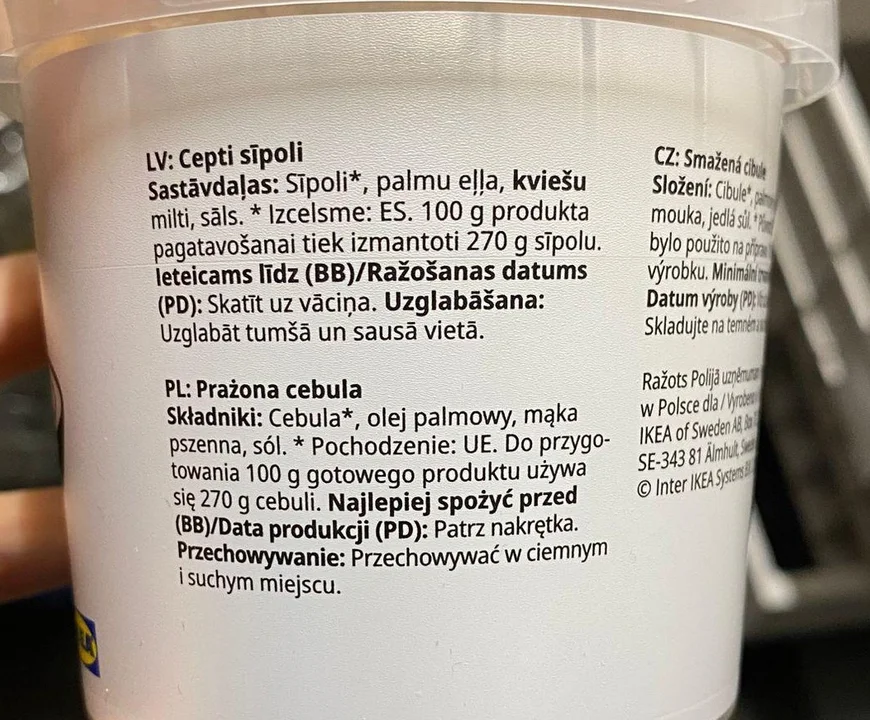 LV: Cepti sīpoli
Sastāvdaļas: Sīpoli*, palmu eļļa, kviešu
milti, sāls. * Izcelsme: ES. 100 g produkta
pagatavošanai tiek izmantoti 270 g sīpolu.
Ieteicams līdz (BB)/Ražošanas datums
(PD): Skatīt uz vāciņa. Uzglabāšana:
Uzglabāt tumšā un sausā vietā.
PL: Prażona cebula
Składniki: Cebula*, olej palmowy, mąka
pszenna, sól. * Pochodzenie: UE. Do przygo-
towania 100 g gotowego produktu używa
się 270 g cebuli. Najlepiej spożyć przed
(BB)/Data produkcji (PD): Patrz nakrętka.
Przechowywanie: Przechowywać w ciemnym
i suchym miejscu.
CZ: Smažená cibule
Složení: Cibule*,
mouka, jedlá sůl. *
bylo použito na
výrobku. Minimální
Datum výroby (PD):
Skladujte na
Ražots Polijā
w Polsce dla /
IKEA of Sweden AB,
SE-343 81 Älmhult,
© Inter IKEA Systems